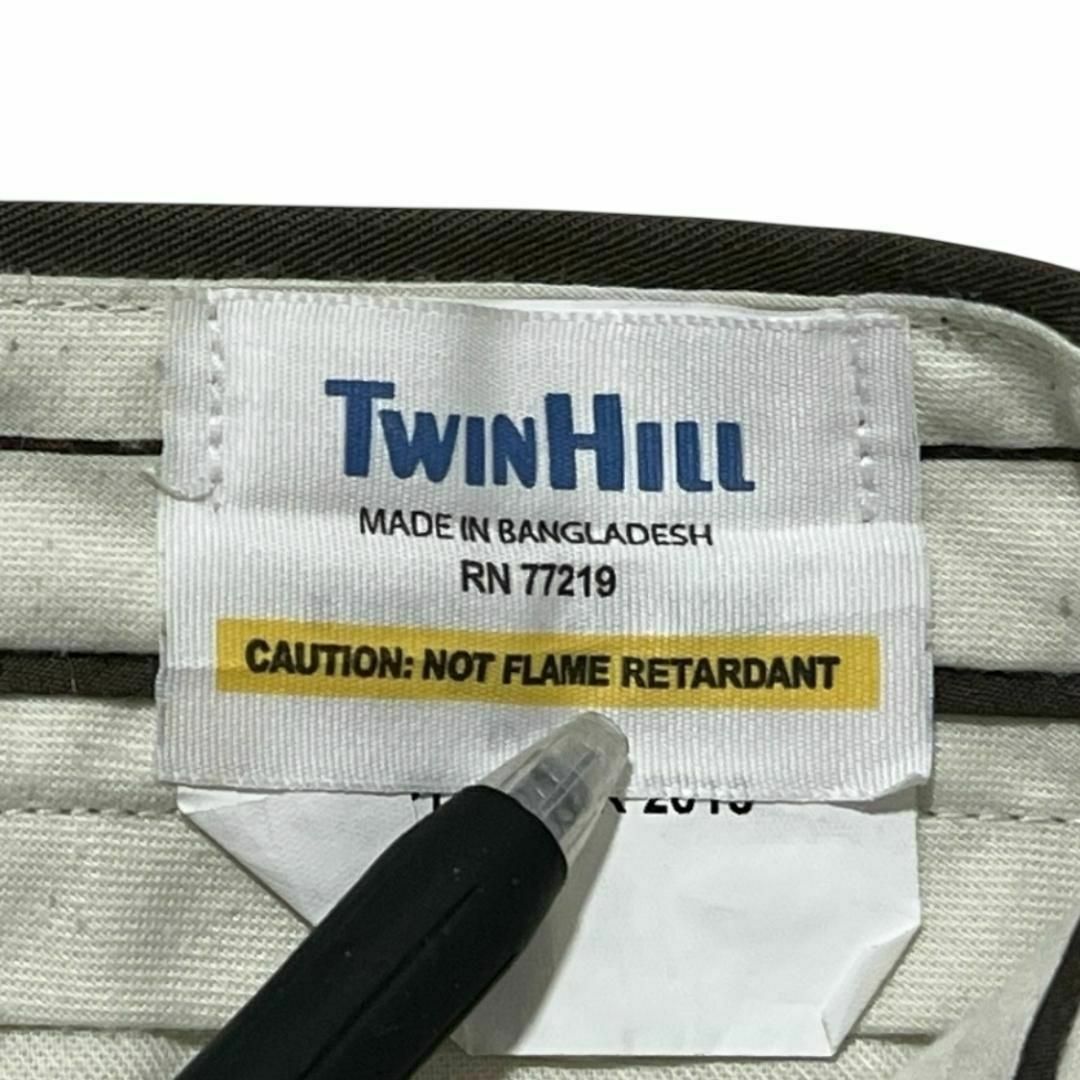 TWINHILL
MADE IN BANGLADESH
RN 77219
CAUTION: NOT FLAME RETARDANT